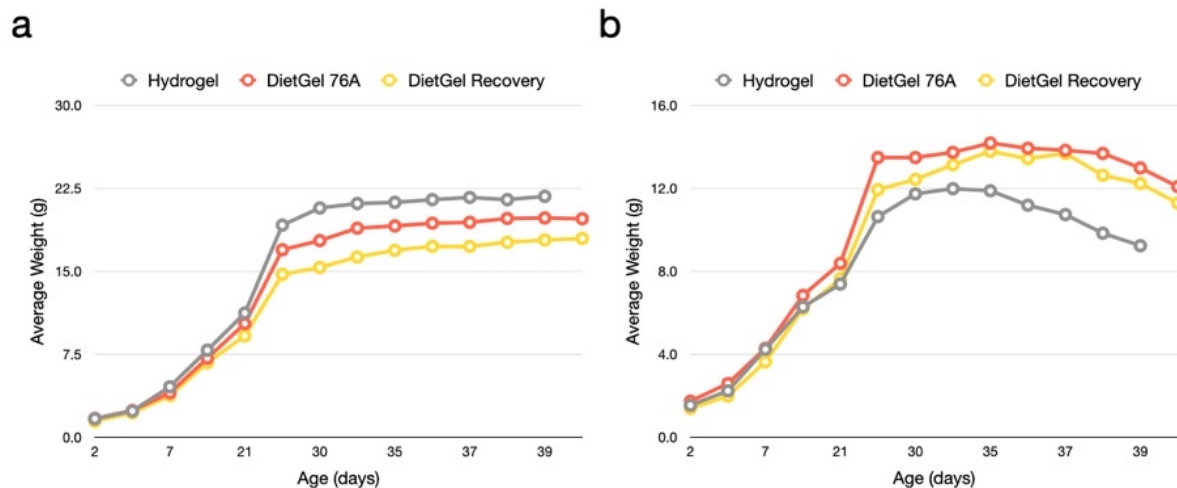 a
Hydrogel DietGel 76A DietGel Recovery
30.0
22.5
15.0
7.5
0.0
Average Weight (g)
2 7 21 30 35 37 39
Age (days)
b
Hydrogel DietGel 76A DietGel Recovery
16.0
12.0
8.0
4.0
0.0
Average Weight (g)
2 7 21 30 35 37 39
Age (days)